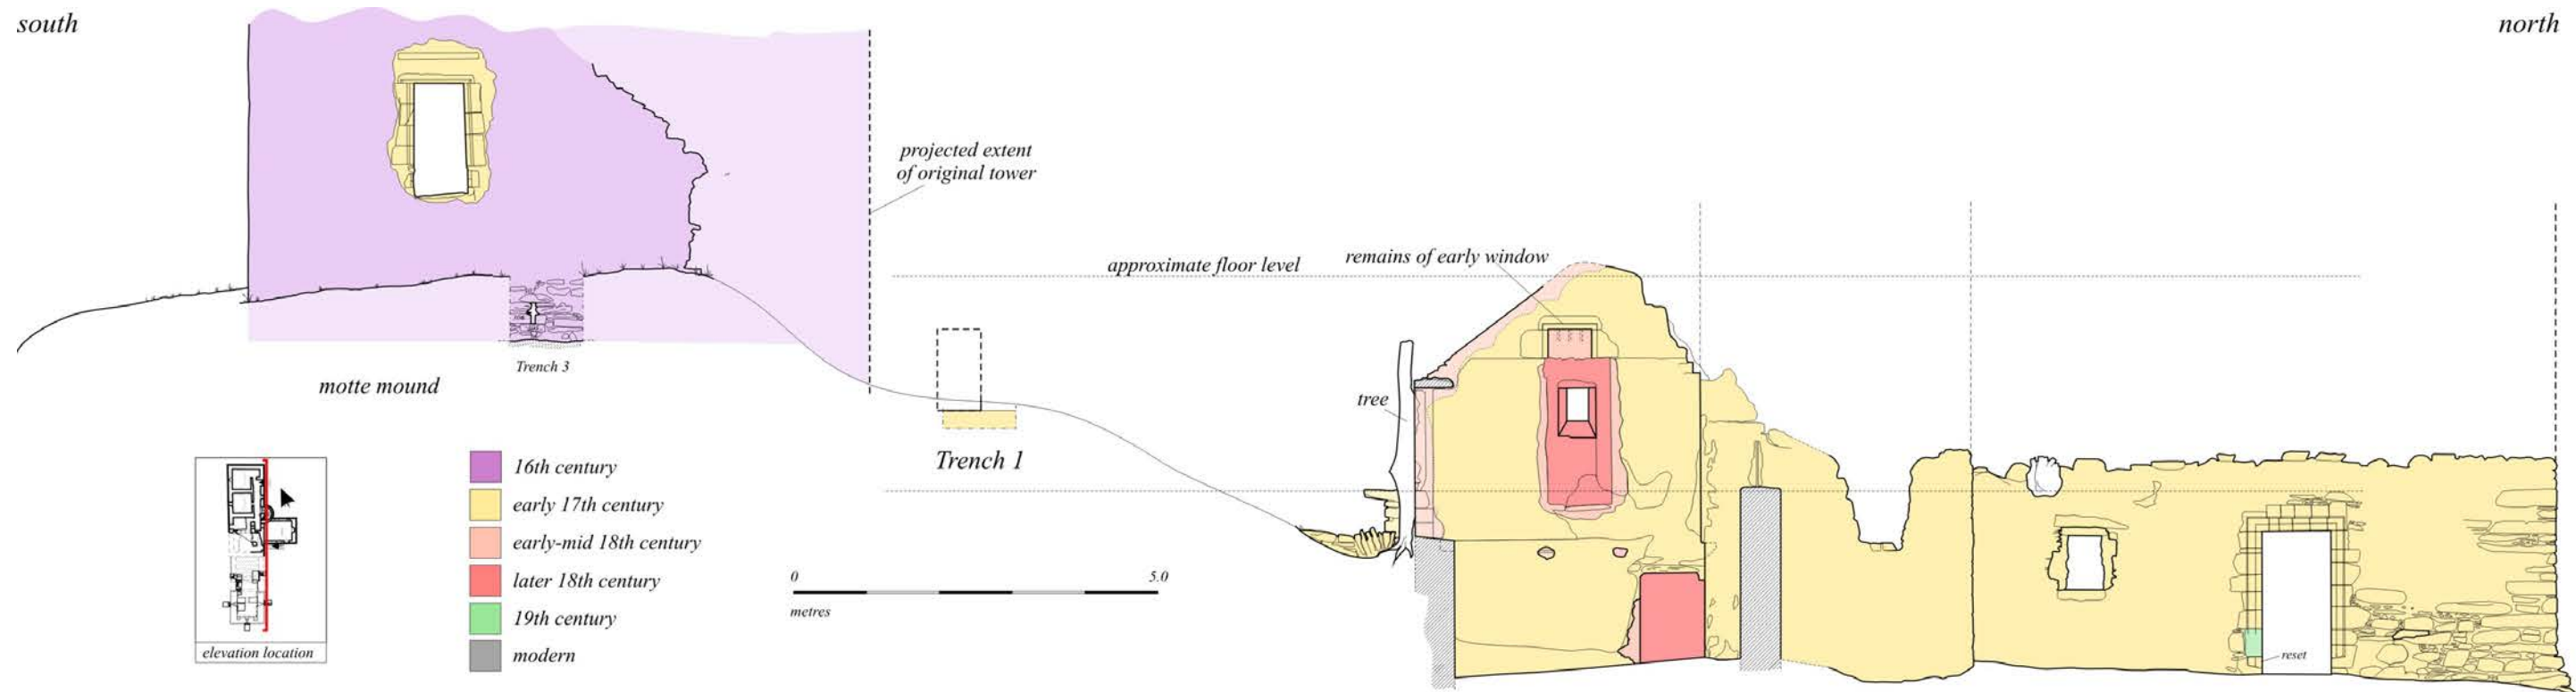 south
north
projected extent
of original tower
approximate floor level
remains of early window
Trench 3
motte mound
tree
Trench 1
16th century
early 17th century
early-mid 18th century
later 18th century
19th century
modern
0
5.0
metres
elevation location
reset